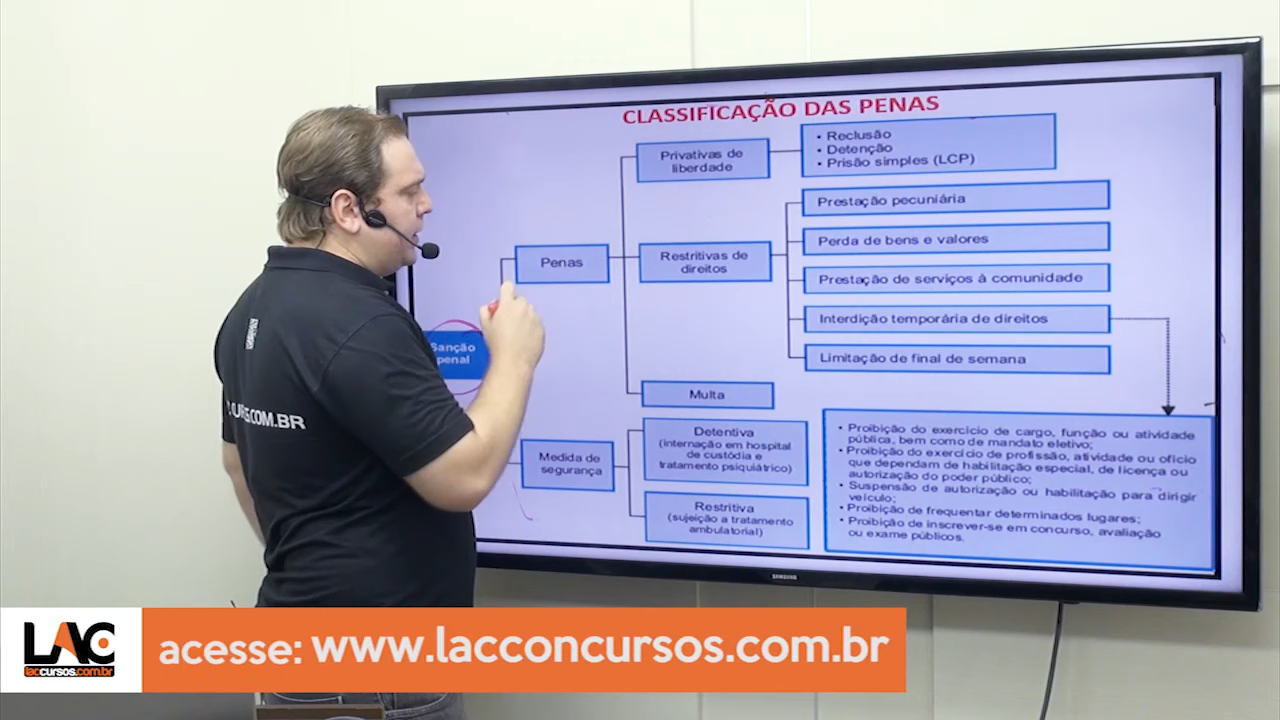 CLASSIFICAÇÃO DAS PENAS
Privativas de
liberdade
• Reclusão
• Detenção
• Prisão simples (LCP)
Prestação pecuniária
Perda de bens e valores
Penas
Restritivas de
direitos
Prestação de serviços à comunidade
Interdição temporária de direitos
Limitação de final de semana
Sanção
penal
Multa
Medida de
segurança
Detentiva
(internação em hospital
de custódia e
tratamento psiquiátrico)
Restritiva
(sujeição a tratamento
ambulatorial)
• Proibição do exercício de cargo, função ou atividade
pública, bem como de mandato eletivo;
• Proibição do exercício de profissão, atividade ou ofício
que dependam de habilitação especial, de licença ou
autorização do poder público;
• Suspensão de autorização ou habilitação para dirigir
veículo;
• Proibição de frequentar determinados lugares;
• Proibição de inscrever-se em concurso, avaliação
ou exame públicos.
SAMSUNG
.COM.BR
LAC
laccursos.com.br
acesse: www.lacconcursos.com.br